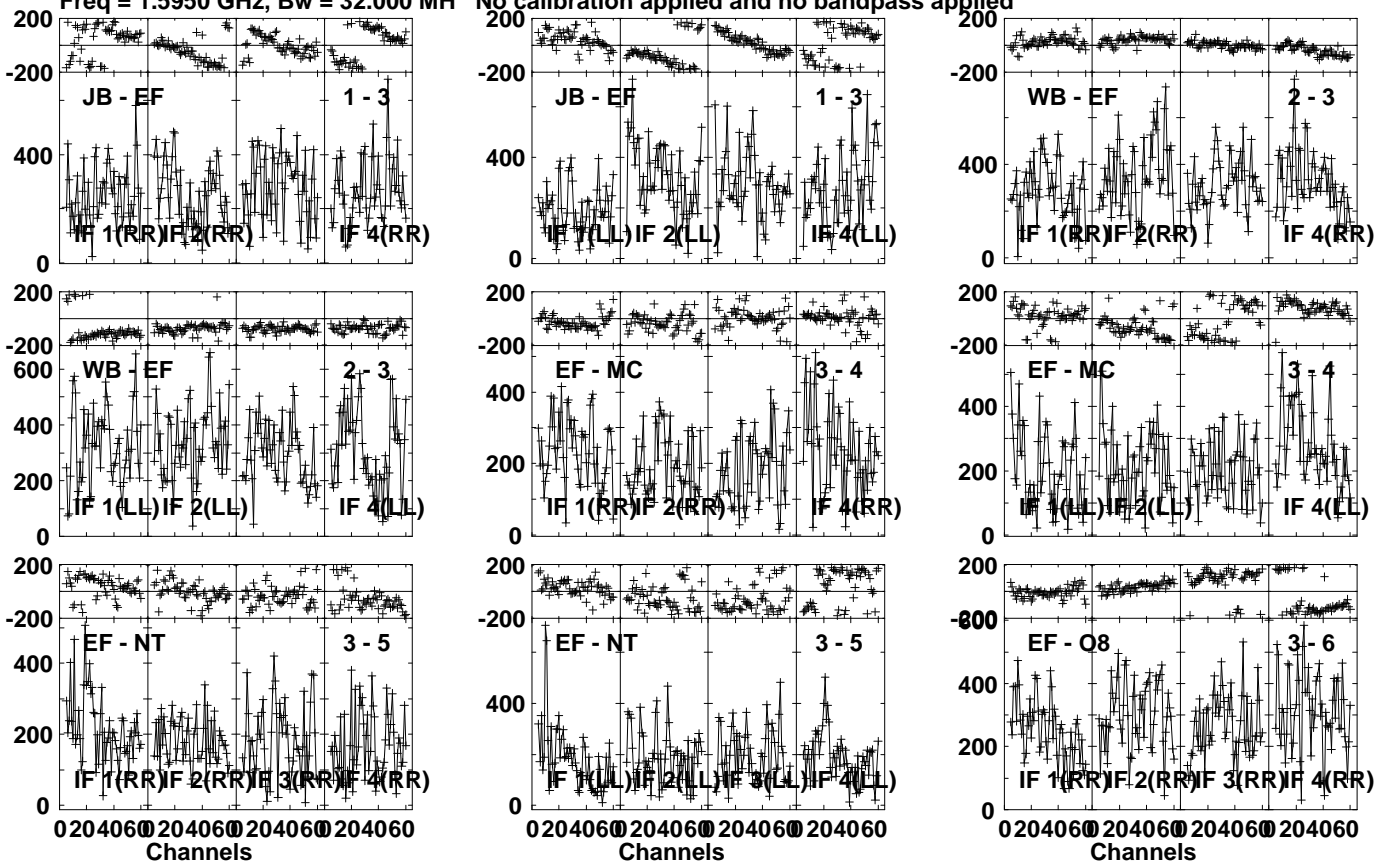 Freq = 1.5950 GHz, Bw = 32.000 MH No calibration applied and no bandpass applied
200
-200
JB - EF 1 - 3
400
IF 1(RR) IF 2(RR) IF 4(RR)
0
JB - EF 1 - 3
400
IF 1(LL) IF 2(LL) IF 4(LL)
0
200
-200
WB - EF 2 - 3
400
IF 1(RR) IF 2(RR) IF 4(RR)
0
200
-200
WB - EF 2 - 3
600
400
200
IF 1(LL) IF 2(LL) IF 4(LL)
0
EF - MC 3 - 4
400
200
IF 1(RR) IF 2(RR) IF 4(RR)
0
200
-200
EF - MC 3 - 4
400
200
IF 1(LL) IF 2(LL) IF 4(LL)
0
200
-200
EF - NT 3 - 5
400
200
IF 1(RR) IF 2(RR) IF 3(RR) IF 4(RR)
0
0 20 40 60 0 20 40 60 0 20 40 60 0 20 40 60
Channels
EF - NT 3 - 5
400
IF 1(LL) IF 2(LL) IF 3(LL) IF 4(LL)
0
0 20 40 60 0 20 40 60 0 20 40 60 0 20 40 60
Channels
200
-200
600
EF - O8 3 - 6
400
200
IF 1(RR) IF 2(RR) IF 3(RR) IF 4(RR)
0
0 20 40 60 0 20 40 60 0 20 40 60 0 20 40 60
Channels